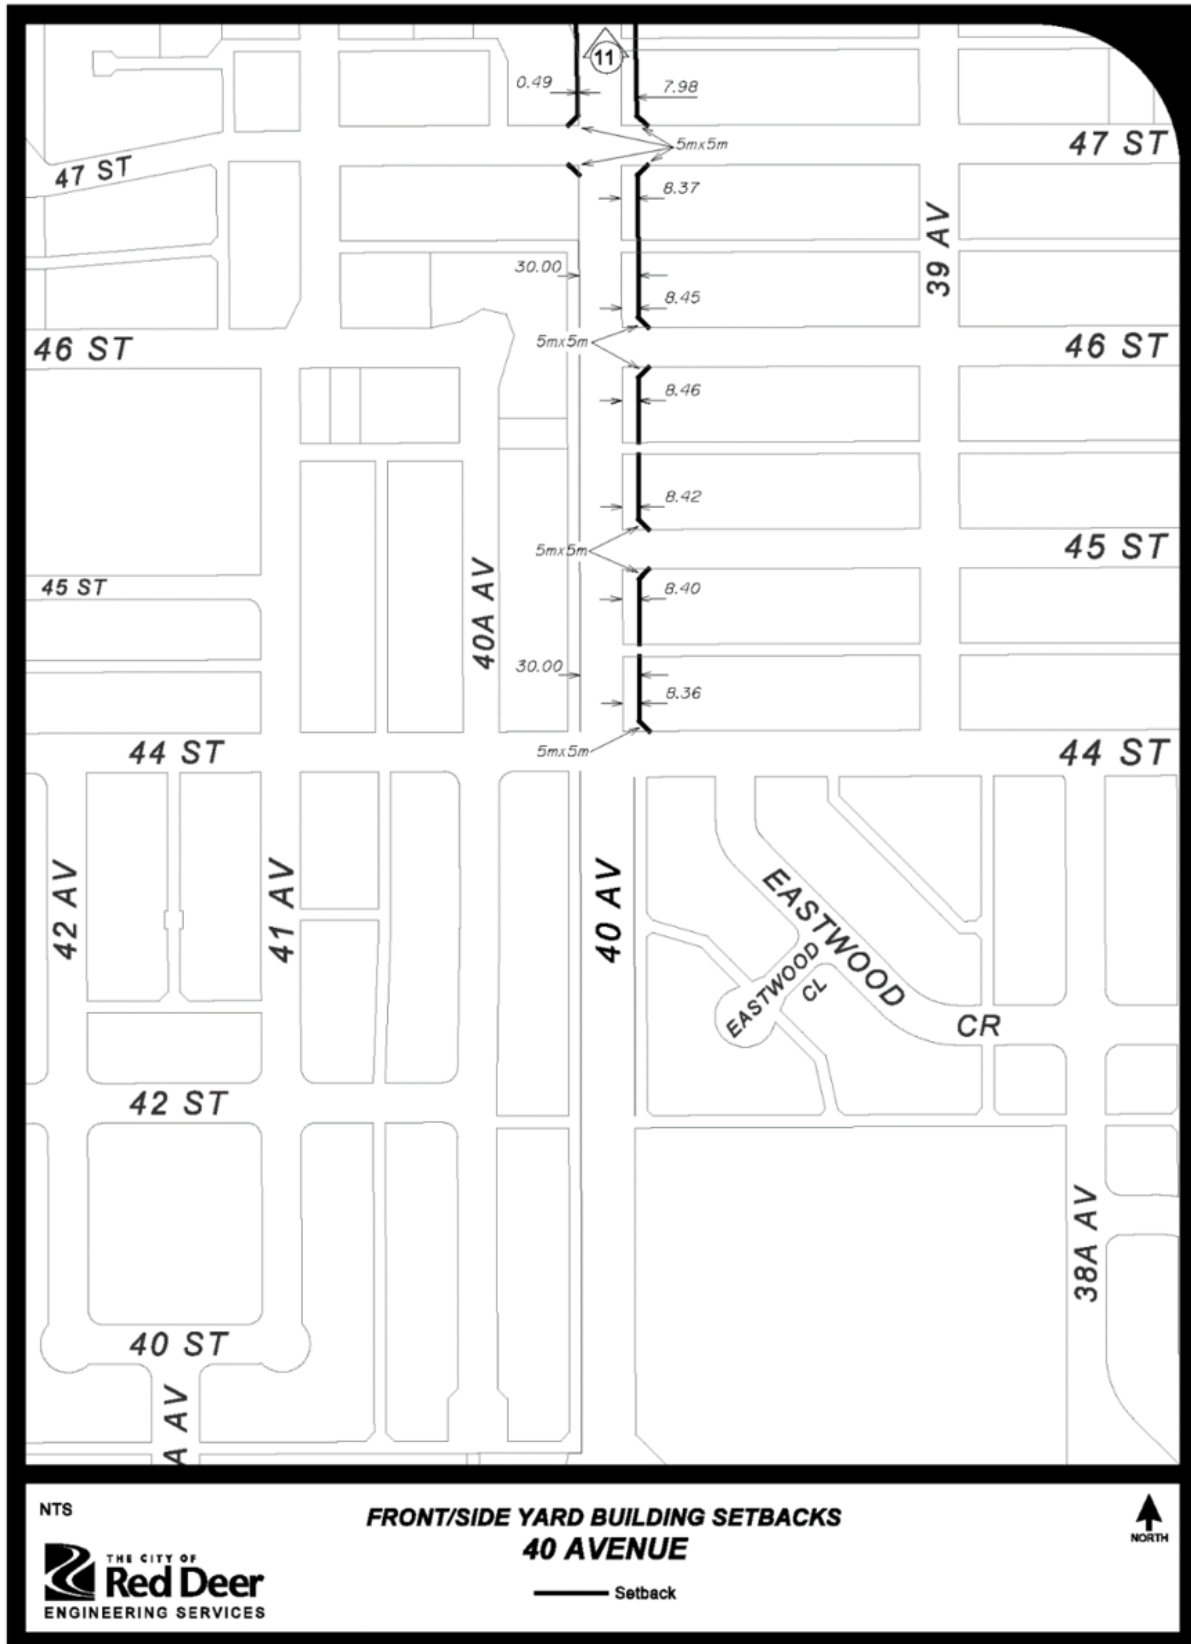 11
0.49
7.98
5mx5m
47 ST
47 ST
8.37
39 AV
30.00
8.45
46 ST
5mx5m
46 ST
8.46
8.42
5mx5m
45 ST
45 ST
8.40
40A AV
30.00
8.36
5mx5m
44 ST
44 ST
42 AV
41 AV
40 AV
EASTWOOD
EASTWOOD
CL
CR
42 ST
38A AV
40 ST
A AV
NTS
FRONT/SIDE YARD BUILDING SETBACKS
40 AVENUE
NORTH
THE CITY OF
Red Deer
ENGINEERING SERVICES
Setback